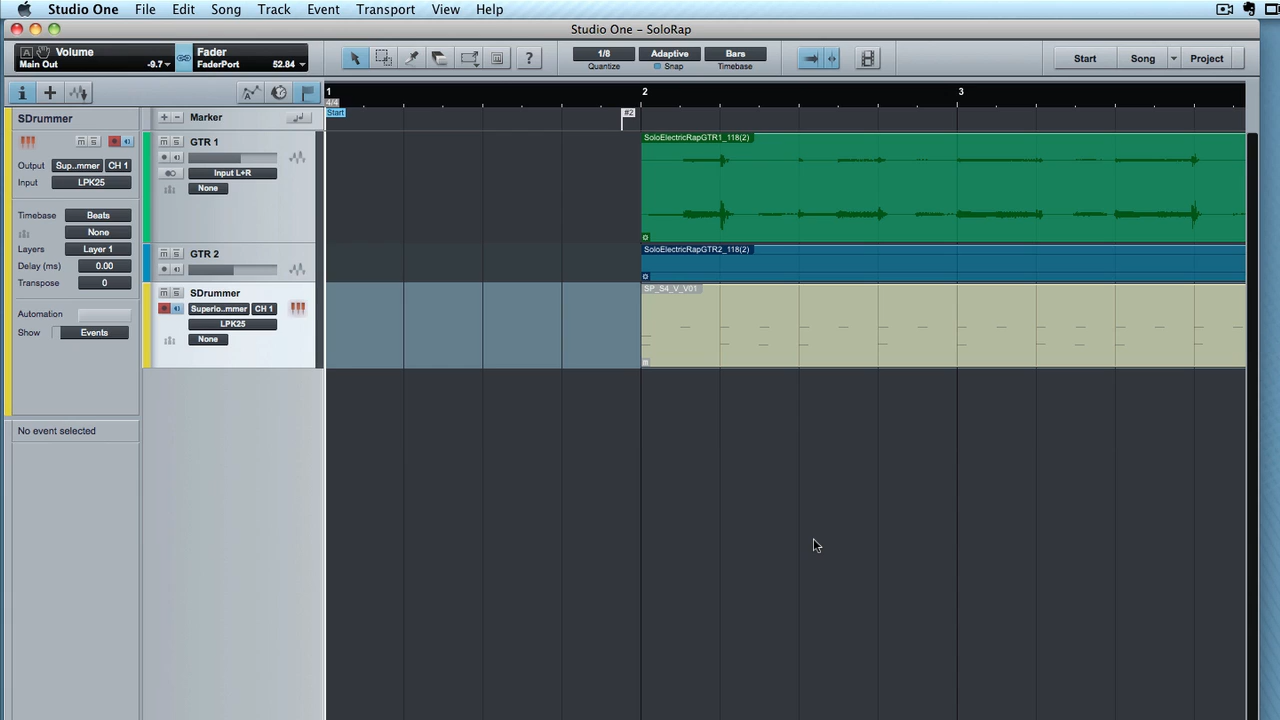 Studio One File Edit Song Track Event Transport View Help
Studio One - SoloRap
A Volume
Main Out -9.7
Fader
FaderPort 52.84
?
1/8
Quantize
Adaptive
Snap
Bars
Timebase
Start Song Project
i
1 2 3
4/4
SDrummer
Marker
Start
#2
M S
Output Sup..mmer CH 1
Input LPK25
Timebase Beats
None
Layers Layer 1
Delay (ms) 0.00
Transpose 0
Automation
Show Events
No event selected
M S GTR 1
Input L+R
None
M S GTR 2
M S SDrummer
Superio...mmer CH 1
LPK25
None
SoloElectricRapGTR1_118(2)
SoloElectricRapGTR2_118(2)
SP_S4_V_V01